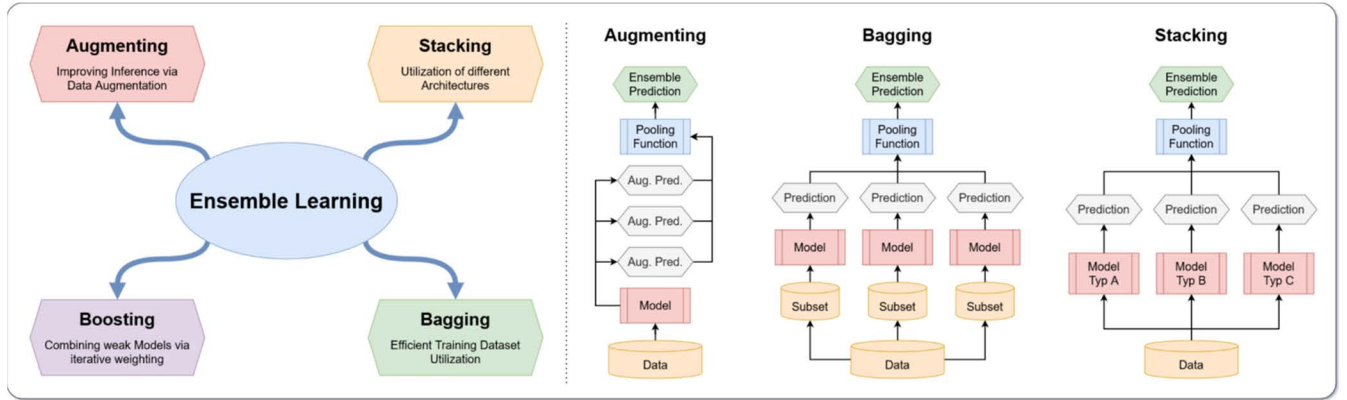 Augmenting
Improving Inference via
Data Augmentation
Stacking
Utilization of different
Architectures
Ensemble Learning
Boosting
Combining weak Models via
iterative weighting
Bagging
Efficient Training Dataset
Utilization
Augmenting
Ensemble
Prediction
Pooling
Function
Aug. Pred.
Aug. Pred.
Aug. Pred.
Model
Data
Bagging
Ensemble
Prediction
Pooling
Function
Prediction
Prediction
Prediction
Model
Model
Model
Subset
Subset
Subset
Data
Stacking
Ensemble
Prediction
Pooling
Function
Prediction
Prediction
Prediction
Model
Typ A
Model
Typ B
Model
Typ C
Data